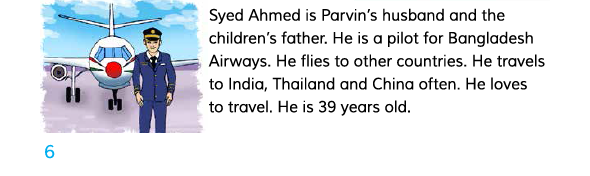 Syed Ahmed is Parvin's husband and the
children's father. He is a pilot for Bangladesh
Airways. He flies to other countries. He travels
to India, Thailand and China often. He loves
to travel. He is 39 years old.
6